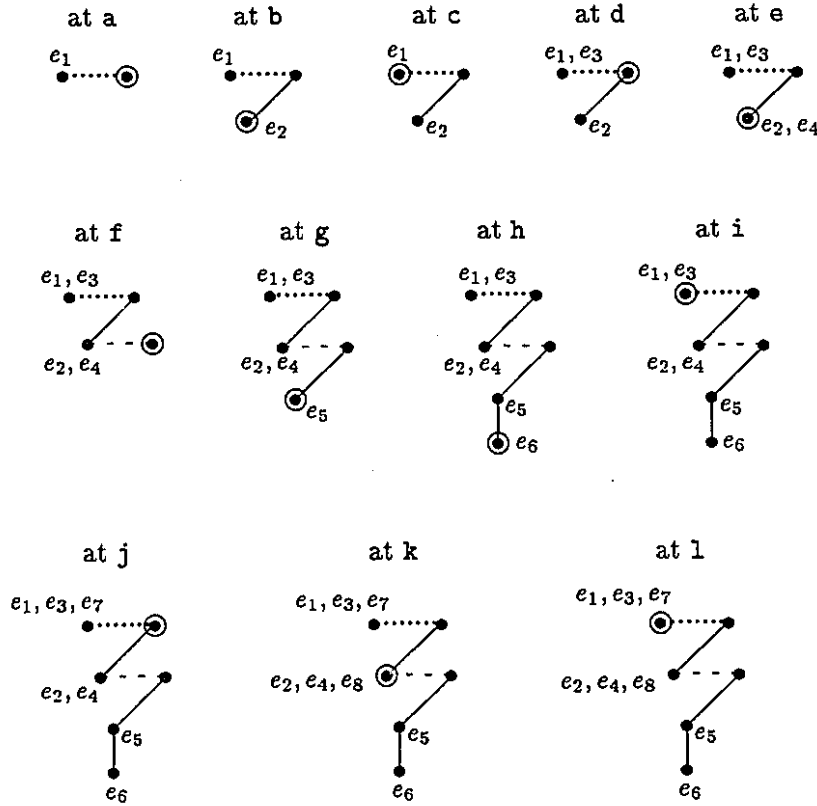 at a at b at c at d at e
e₁ e₁ e₁ e₁, e₃ e₁, e₃
e₂ e₂ e₂ e₂, e₄
at f at g at h at i
e₁, e₃ e₁, e₃ e₁, e₃ e₁, e₃
e₂, e₄ e₂, e₄ e₂, e₄ e₂, e₄
e₅ e₅ e₅
e₆ e₆
at j at k at l
e₁, e₃, e₇ e₁, e₃, e₇ e₁, e₃, e₇
e₂, e₄ e₂, e₄, e₈ e₂, e₄, e₈
e₅ e₅ e₅
e₆ e₆ e₆